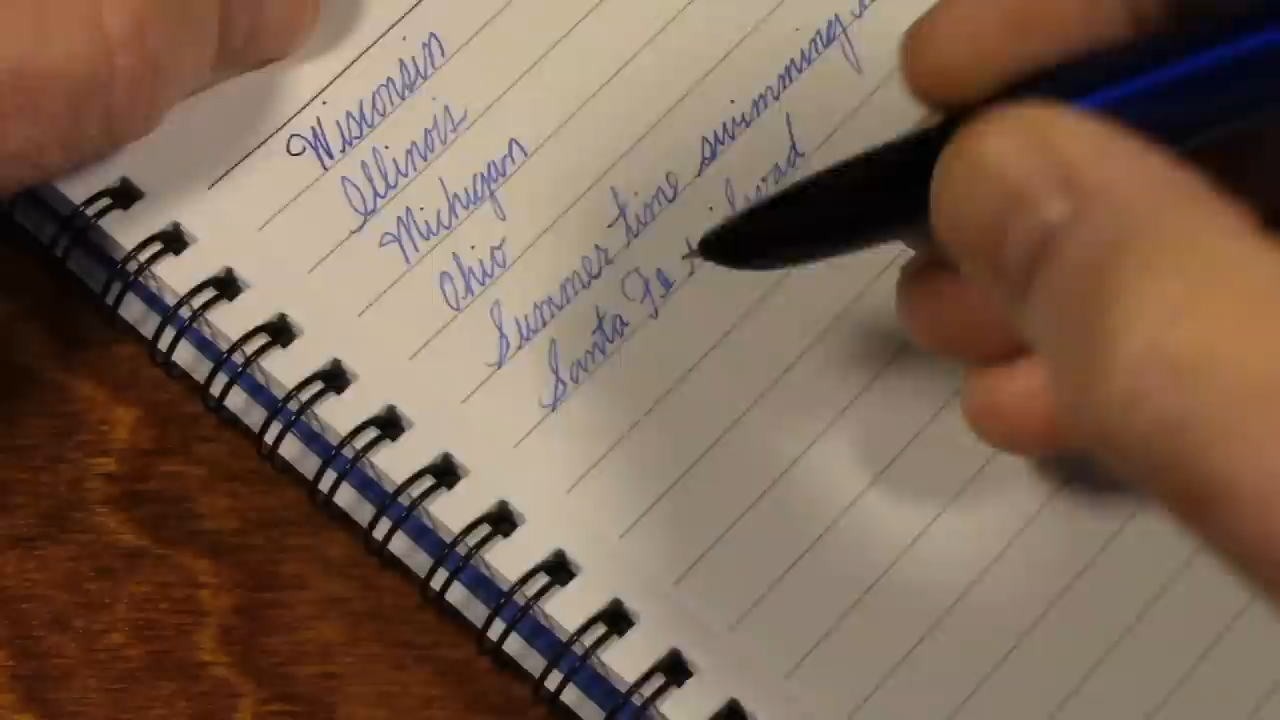 Wisconsin
Illinois
Michigan
Ohio
Summer time swimming
Santa Fe